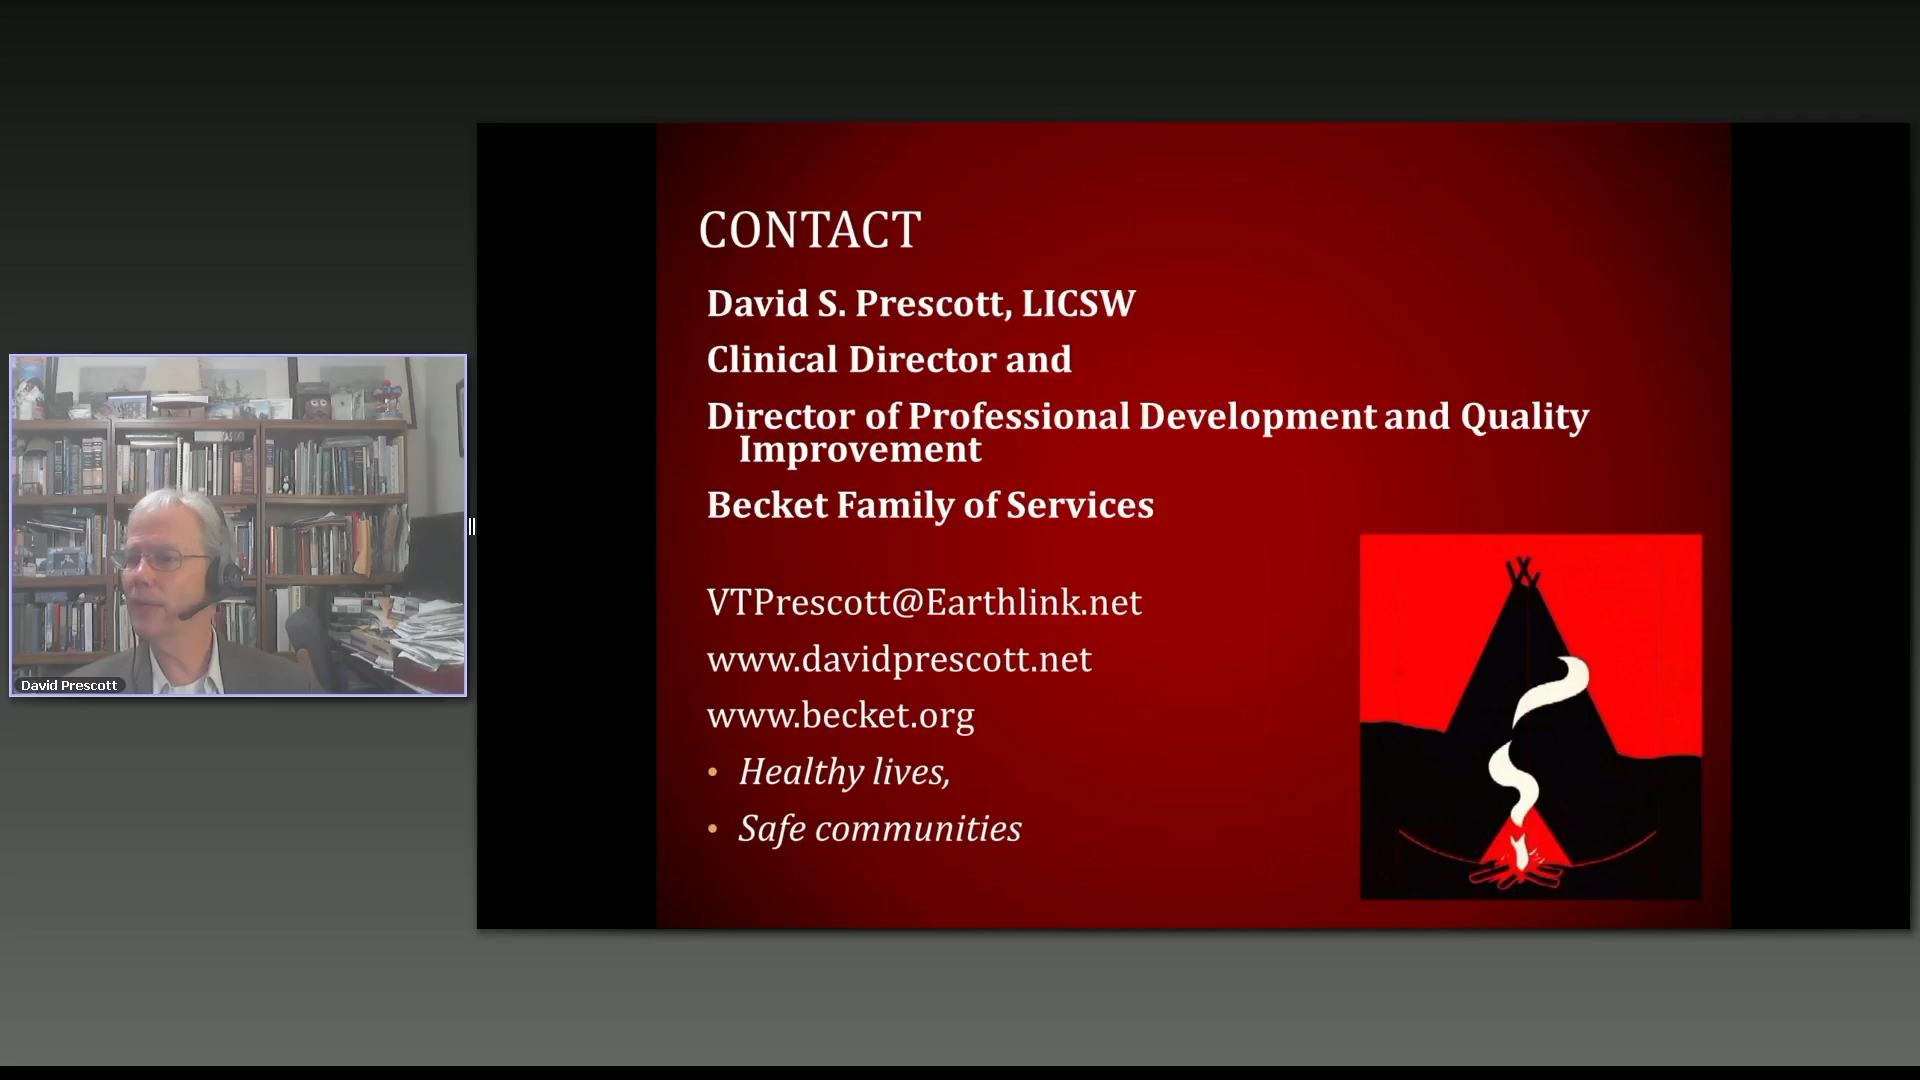 CONTACT
David S. Prescott, LICSW
Clinical Director and
Director of Professional Development and Quality
Improvement
Becket Family of Services
VTPrescott@Earthlink.net
www.davidprescott.net
www.becket.org
• Healthy lives,
• Safe communities
David Prescott